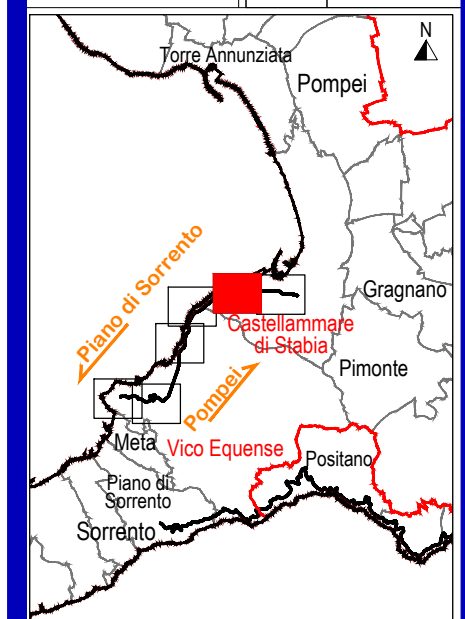 N
Torre Annunziata
Pompei
Piano di Sorrento
Gragnano
Castellammare
di Stabia
Pimonte
Pompei
Meta
Vico Equense
Positano
Piano di
Sorrento
Sorrento